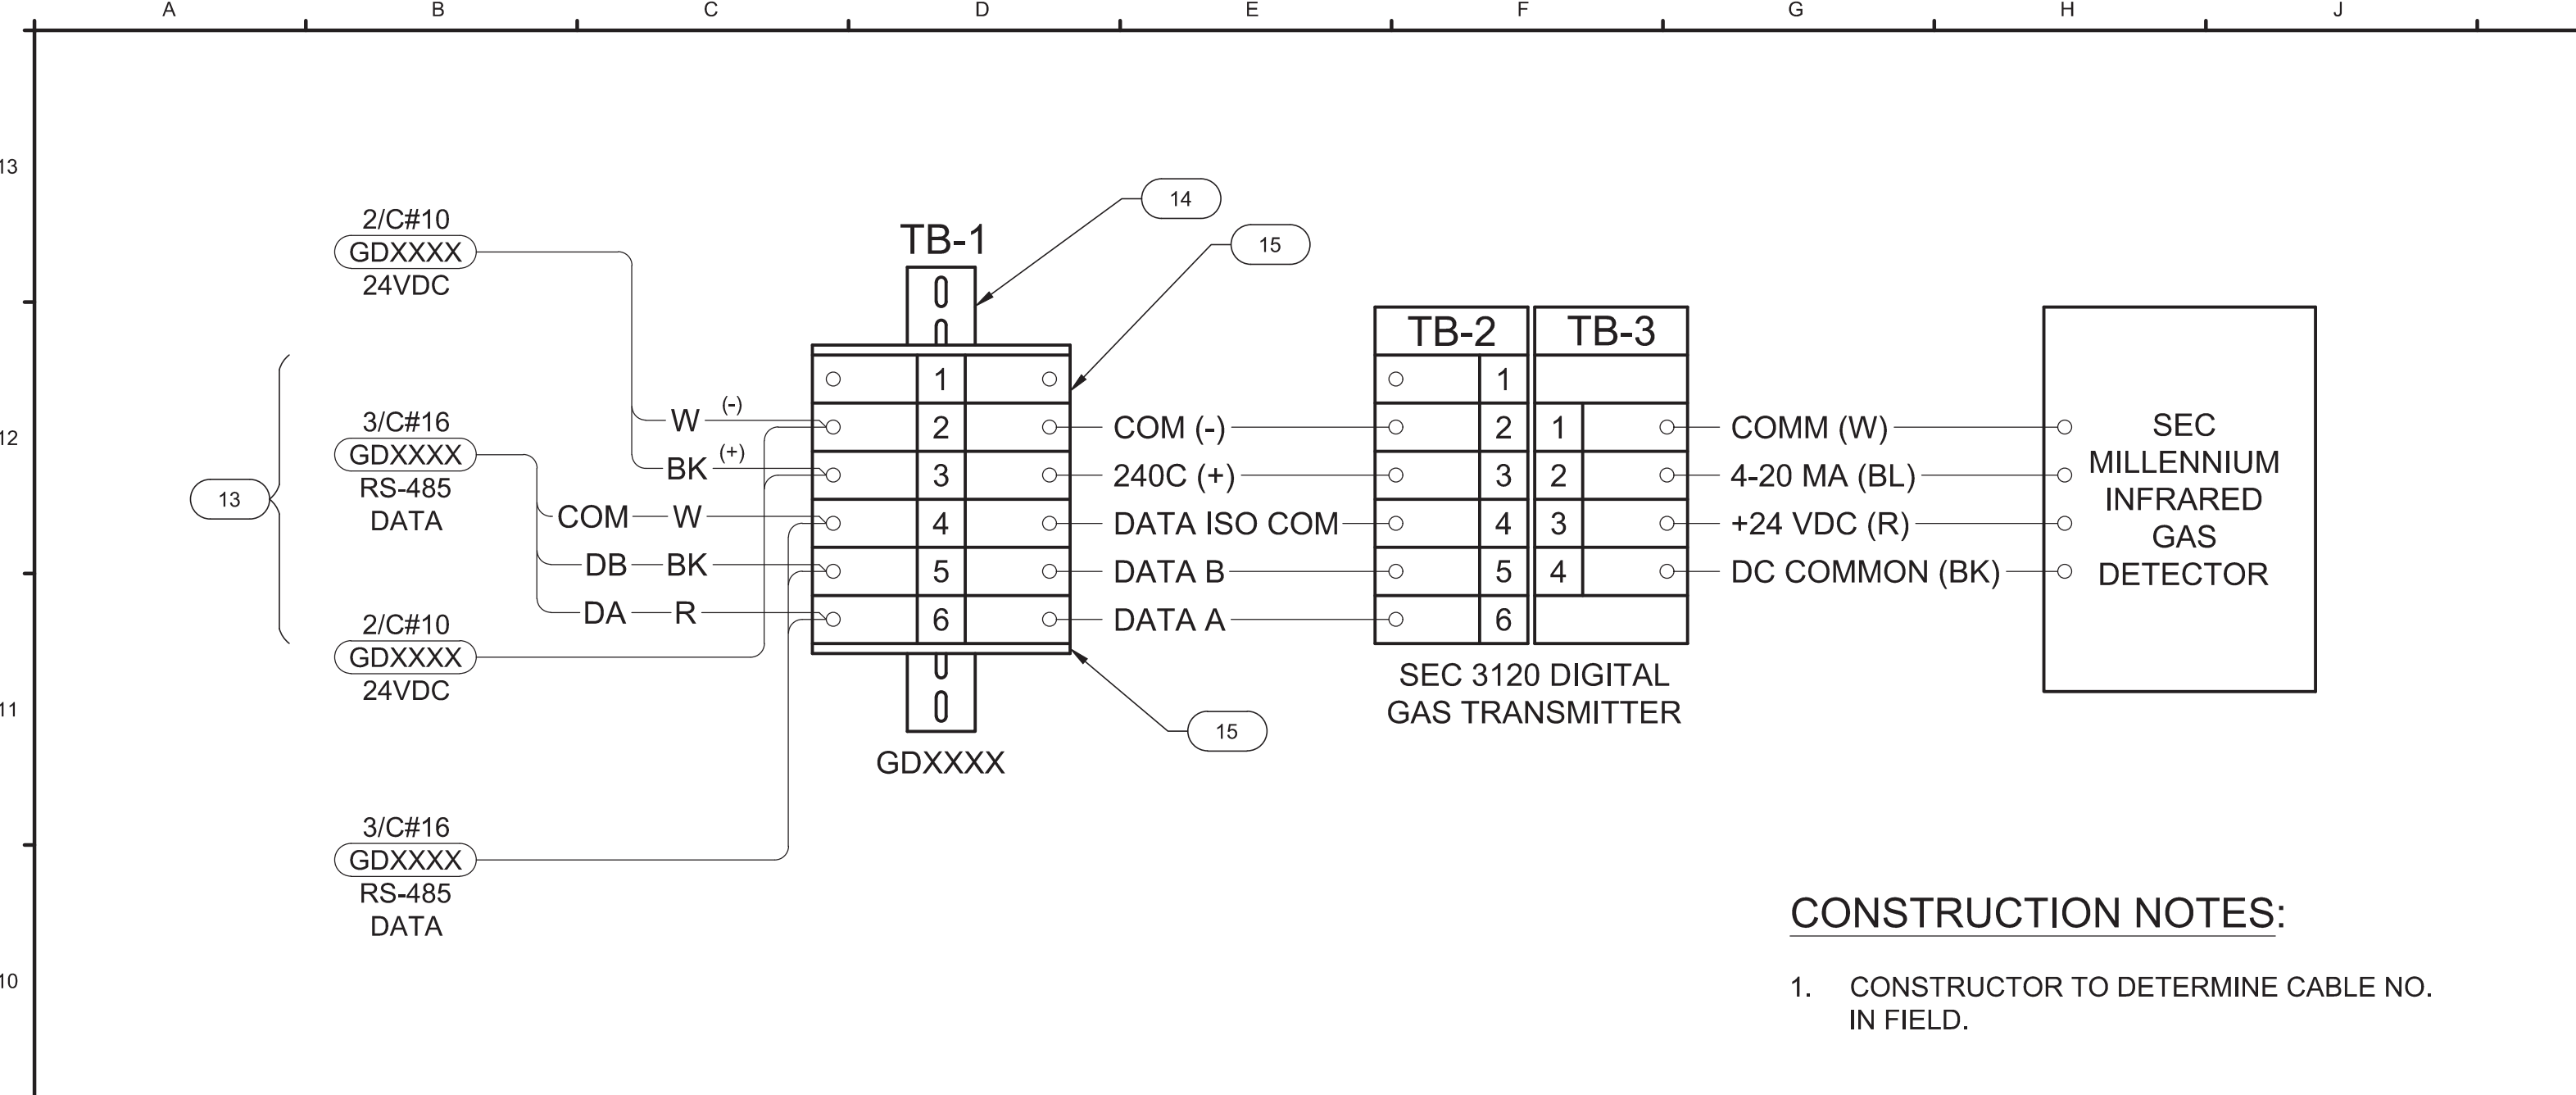 A B C D E F G H J
13
12
11
10
2/C#10
GDXXXX
24VDC
3/C#16
GDXXXX
RS-485
DATA
13
2/C#10
GDXXXX
24VDC
3/C#16
GDXXXX
RS-485
DATA
W (-)
BK (+)
COM W
DB BK
DA R
14
15
TB-1
1
2
3
4
5
6
GDXXXX
15
COM (-)
240C (+)
DATA ISO COM
DATA B
DATA A
TB-2 TB-3
1
2 1
3 2
4 3
5 4
6
SEC 3120 DIGITAL
GAS TRANSMITTER
COMM (W)
4-20 MA (BL)
+24 VDC (R)
DC COMMON (BK)
SEC
MILLENNIUM
INFRARED
GAS
DETECTOR
CONSTRUCTION NOTES:
1. CONSTRUCTOR TO DETERMINE CABLE NO.
IN FIELD.